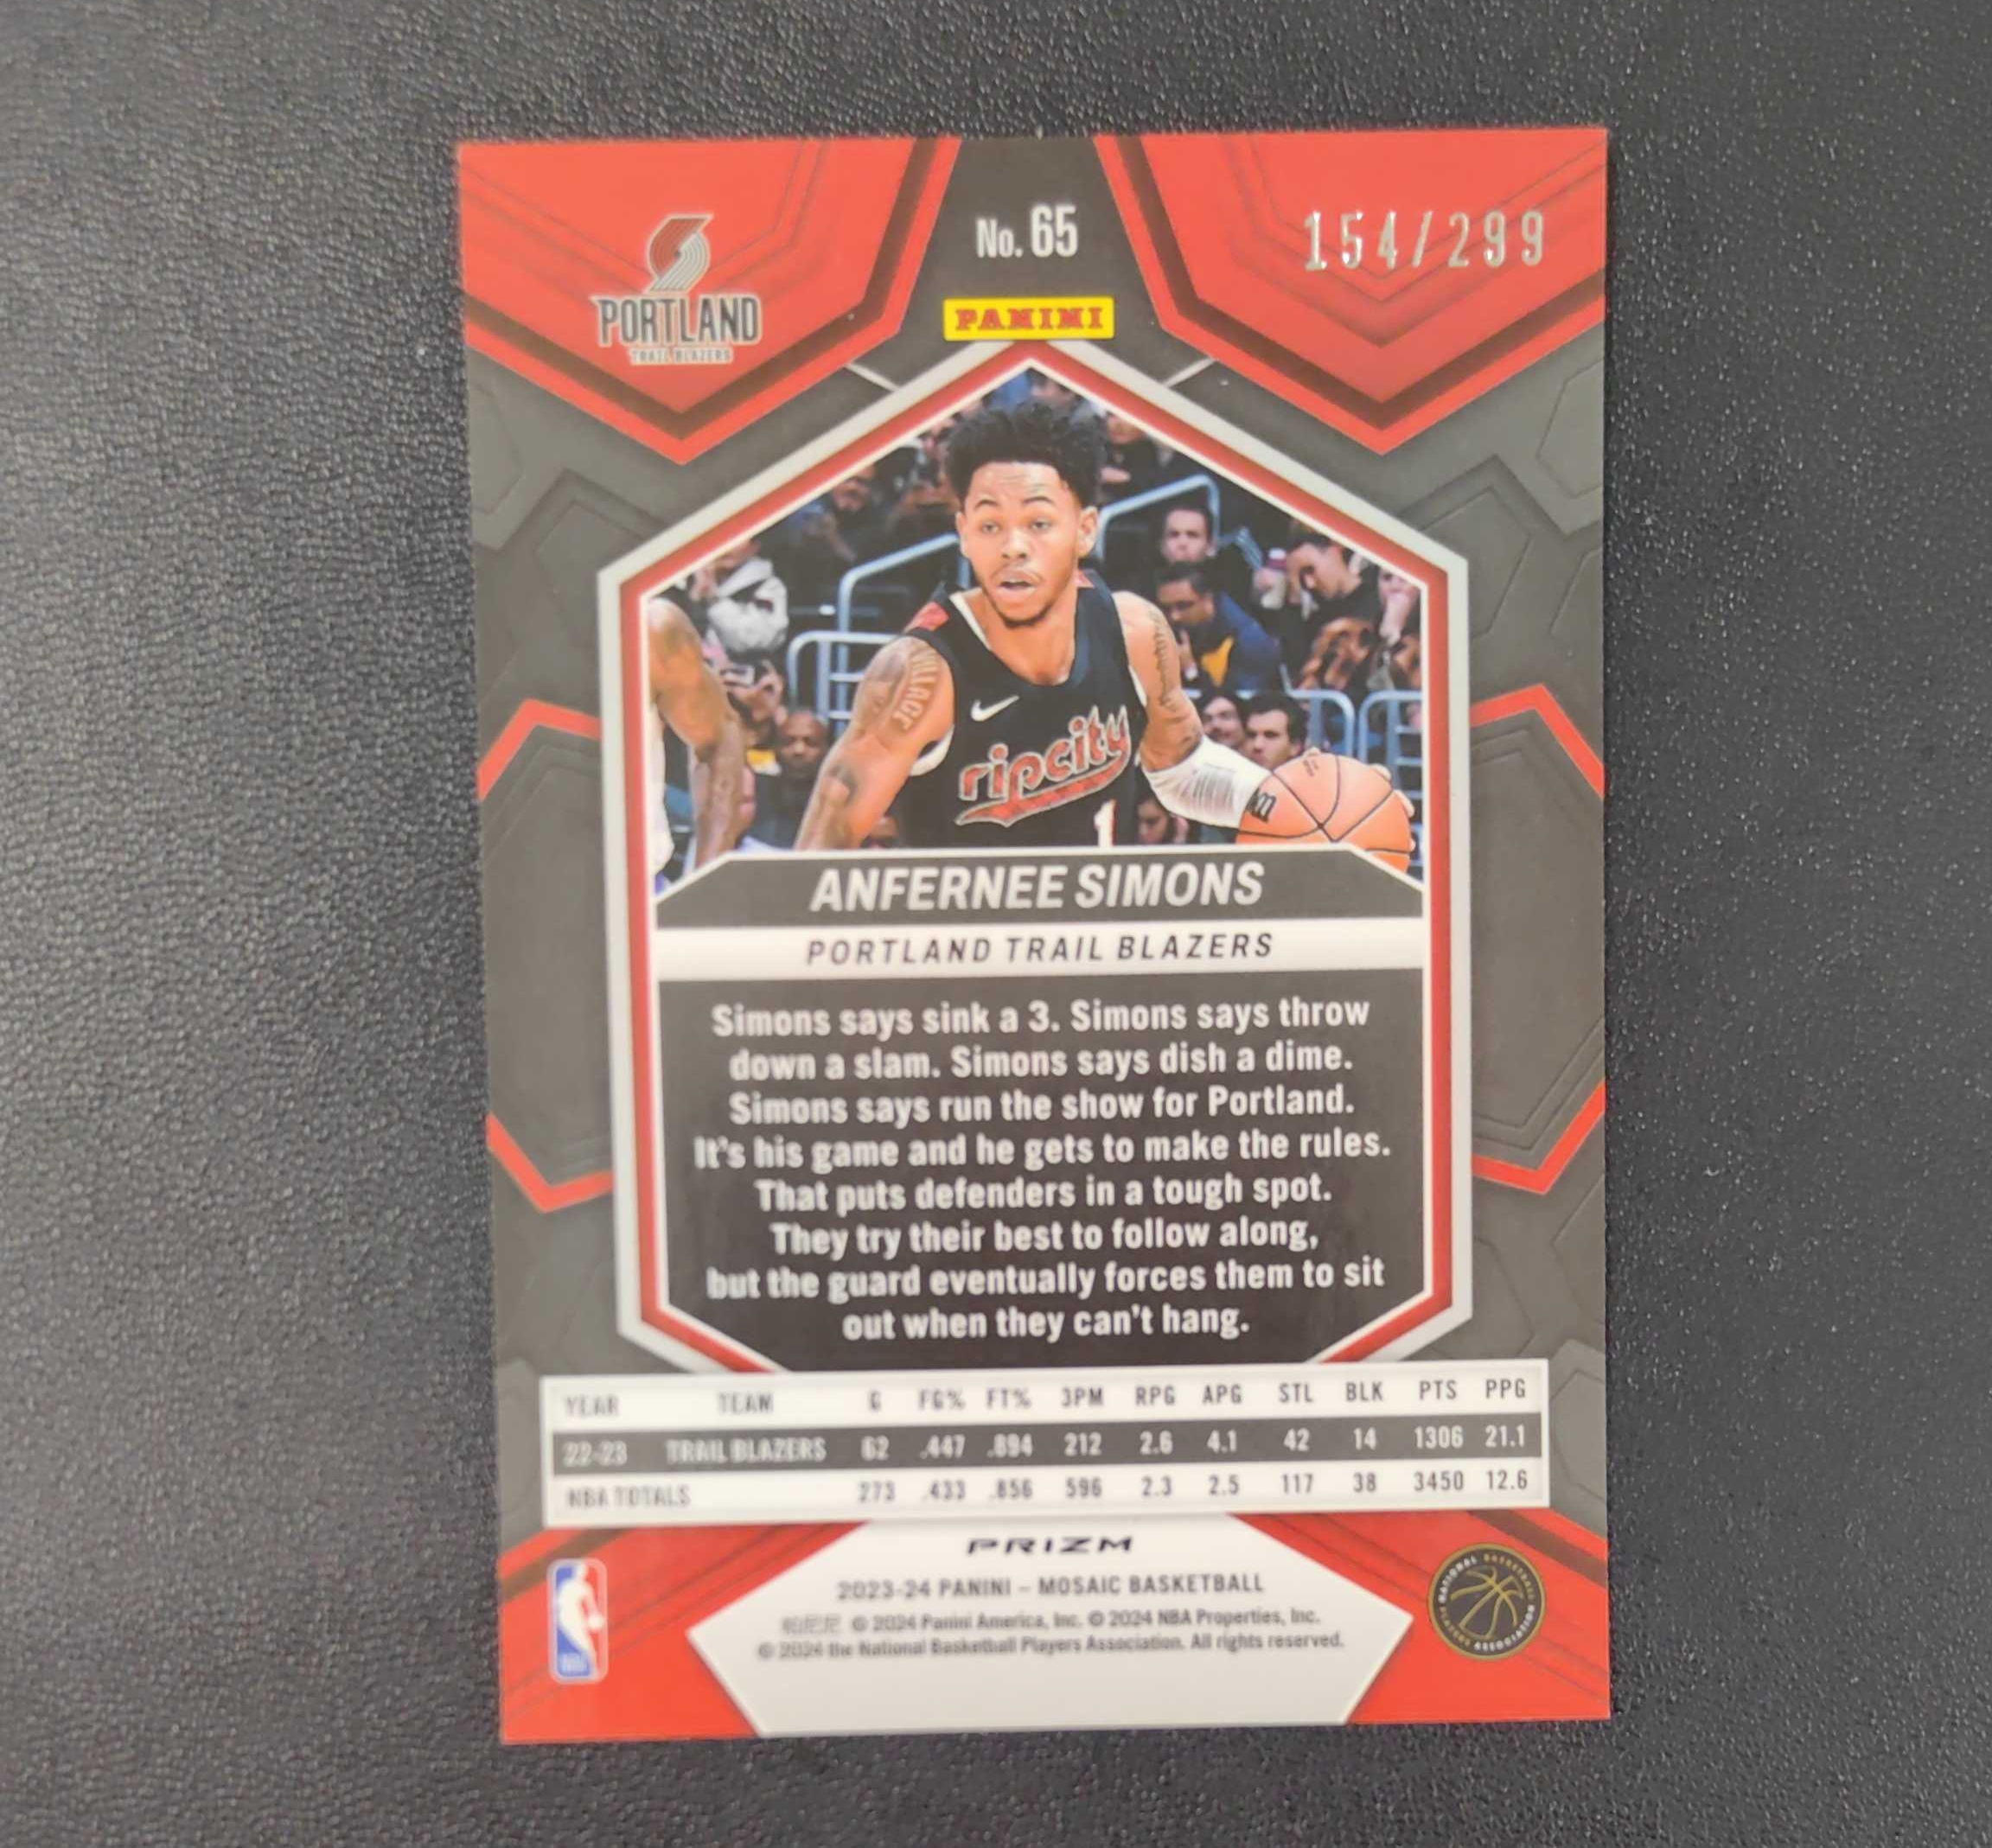 No. 65
154/299
PORTLAND
TRAIL BLAZERS
PANINI
ripcity
1
ANFERNEE SIMONS
PORTLAND TRAIL BLAZERS
Simons says sink a 3. Simons says throw
down a slam. Simons says dish a dime.
Simons says run the show for Portland.
It's his game and he gets to make the rules.
That puts defenders in a tough spot.
They try their best to follow along,
but the guard eventually forces them to sit
out when they can't hang.
YEAR TEAM G FG% FT% 3PM RPG APG STL BLK PTS PPG
22-23 TRAIL BLAZERS 62 .447 .894 212 2.6 4.1 42 14 1306 21.1
NBA TOTALS 273 .433 .856 596 2.3 2.5 117 38 3450 12.6
PRIZM
2023-24 PANINI – MOSAIC BASKETBALL
© 2024 Panini America, Inc. © 2024 NBA Properties, Inc.
© 2024 the National Basketball Players Association. All rights reserved.
NATIONAL BASKETBALL
PLAYERS ASSOCIATION